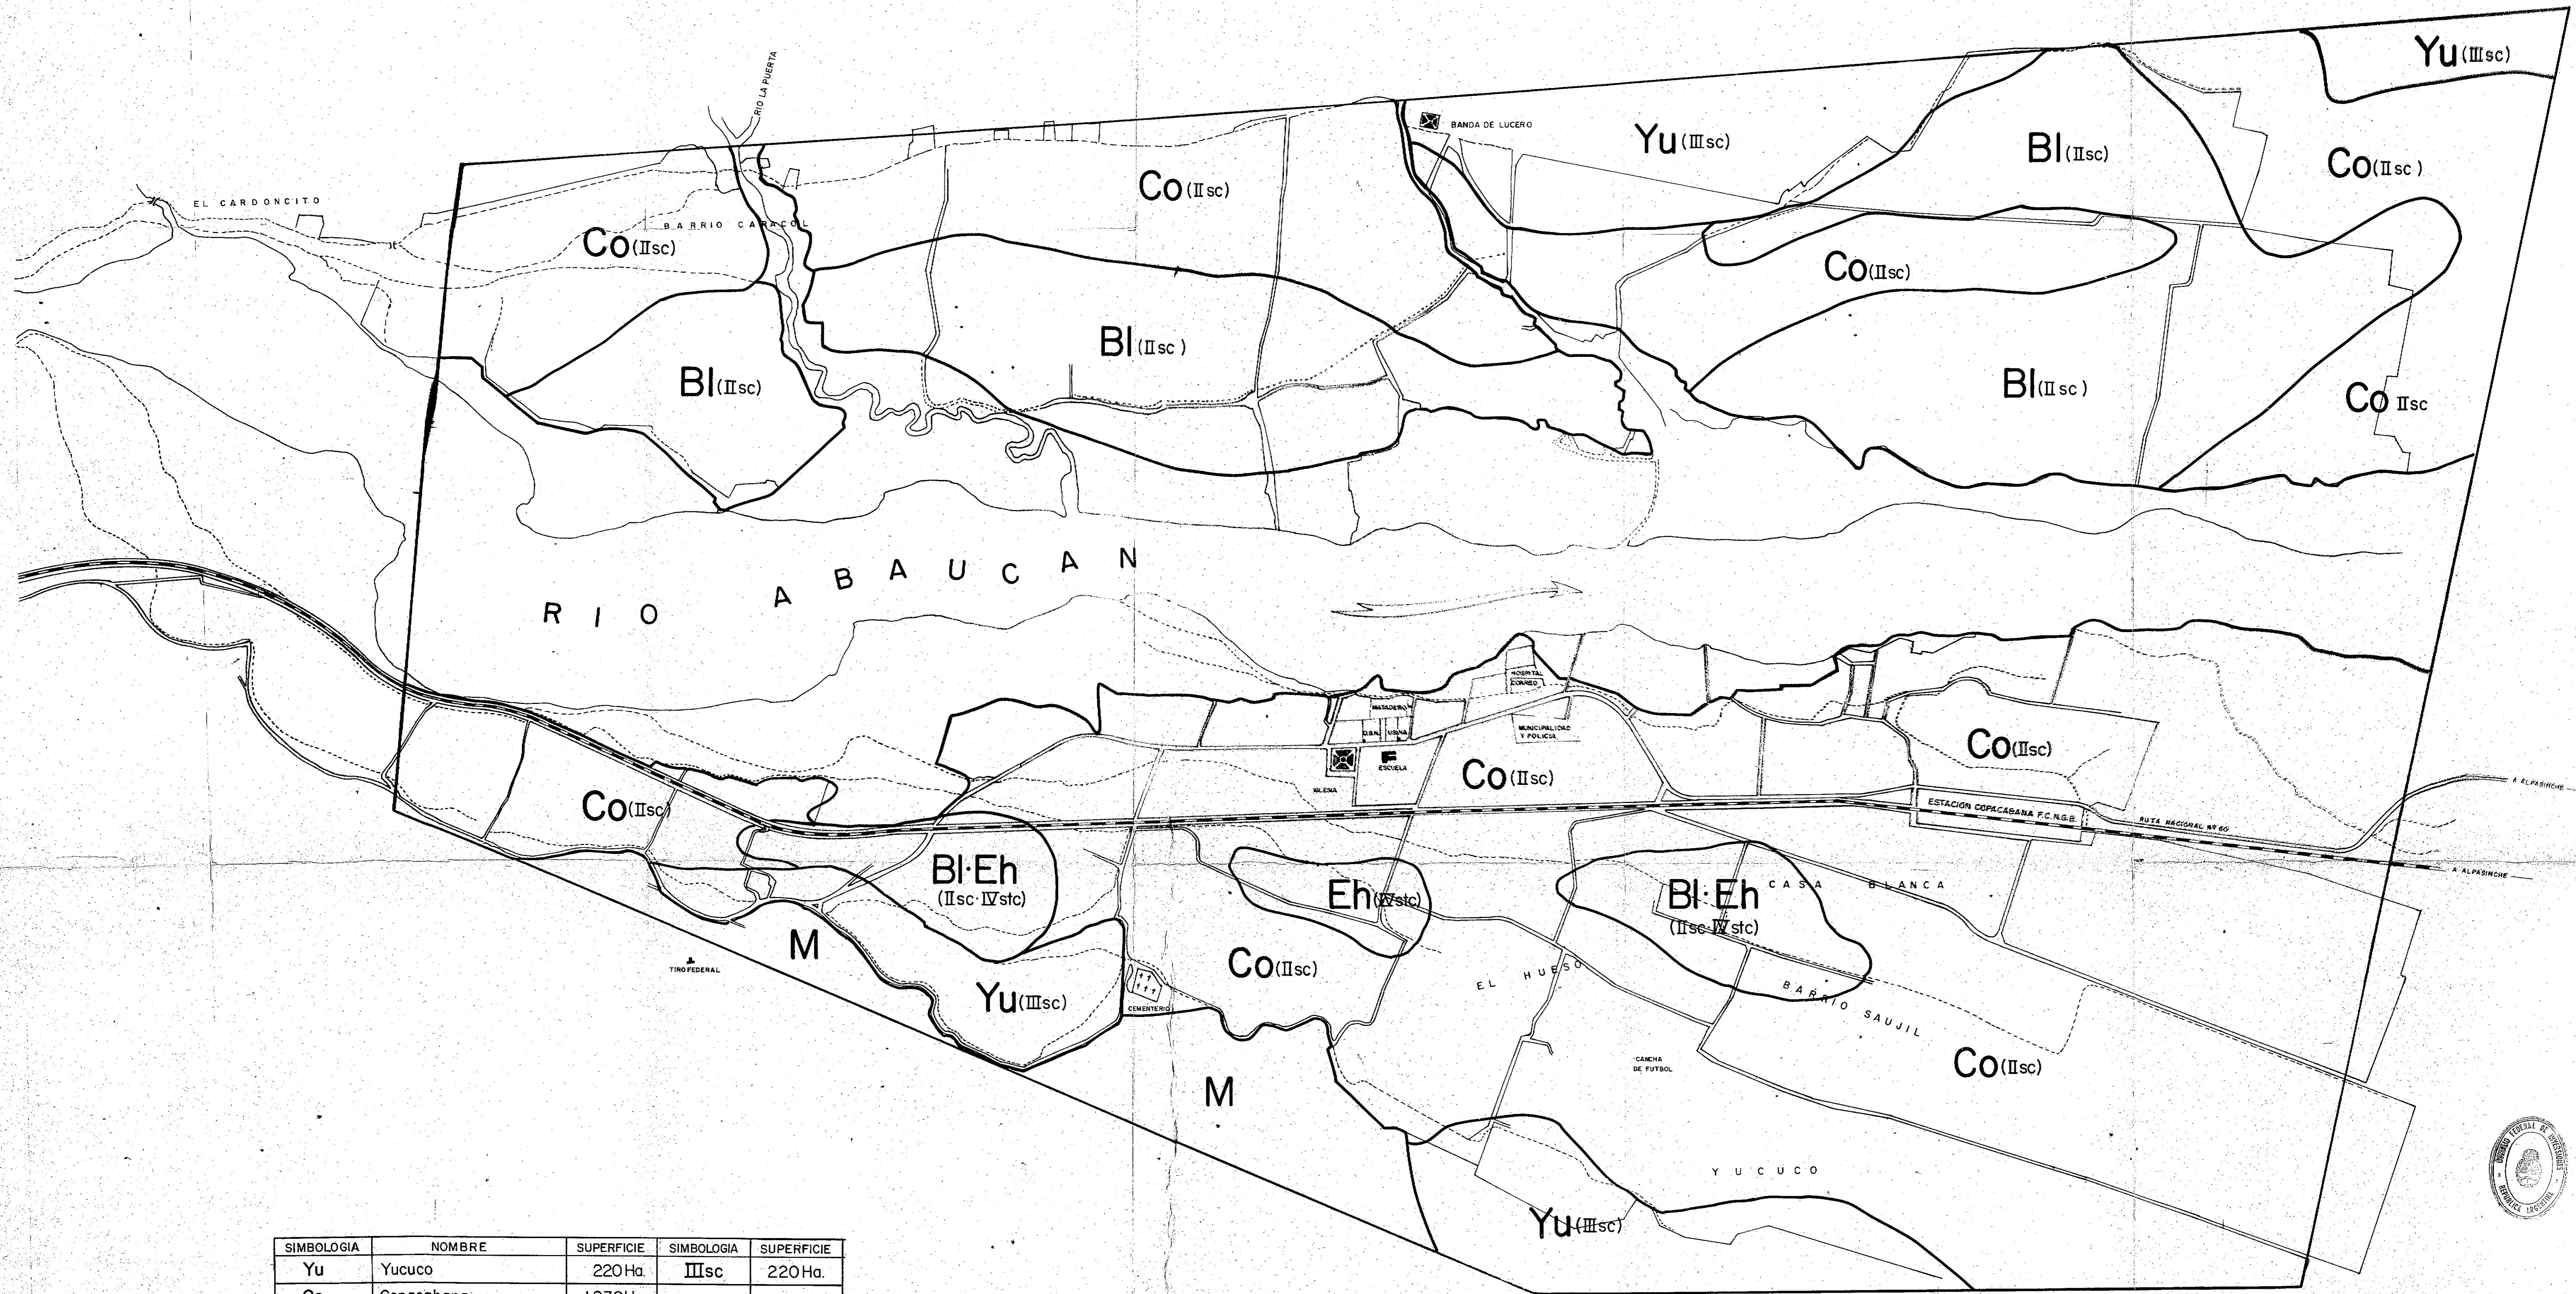 Yu (IIIsc)
RIO LA PUERTA
BANDA DE LUCERO
Yu (IIIsc)
Bl (IIsc)
Co (IIsc)
Co (IIsc)
EL CARDONCITO
BARRIO CARACOL
Co (IIsc)
Co (IIsc)
Bl (IIsc)
Bl (IIsc)
Bl (IIsc)
Co IIsc
RIO ABAUCAN
HOSPITAL
CORREO
MATADERO
USINA
MUNICIPALIDAD
Y POLICIA
ESCUELA
IGLESIA
Co (IIsc)
Co (IIsc)
Co (IIsc)
A ALPASINCHE
ESTACION COPACABANA F.C.N.G.B.
RUTA NACIONAL Nº 60
A ALPASINCHE
Bl·Eh
(IIsc·IVstc)
Eh (IVstc)
Bl·Eh
(IIsc·IVstc)
CASA BLANCA
M
TIRO FEDERAL
Yu (IIIsc)
CEMENTERIO
Co (IIsc)
EL HUESO
BARRIO SAUJIL
CANCHA
DE FUTBOL
Co (IIsc)
M
YUCUCO
Yu (IIIsc)
CONSEJO FEDERAL DE INVERSIONES
REPUBLICA ARGENTINA
SIMBOLOGIA NOMBRE SUPERFICIE SIMBOLOGIA SUPERFICIE
Yu Yucuco 220 Ha. IIIsc 220 Ha.